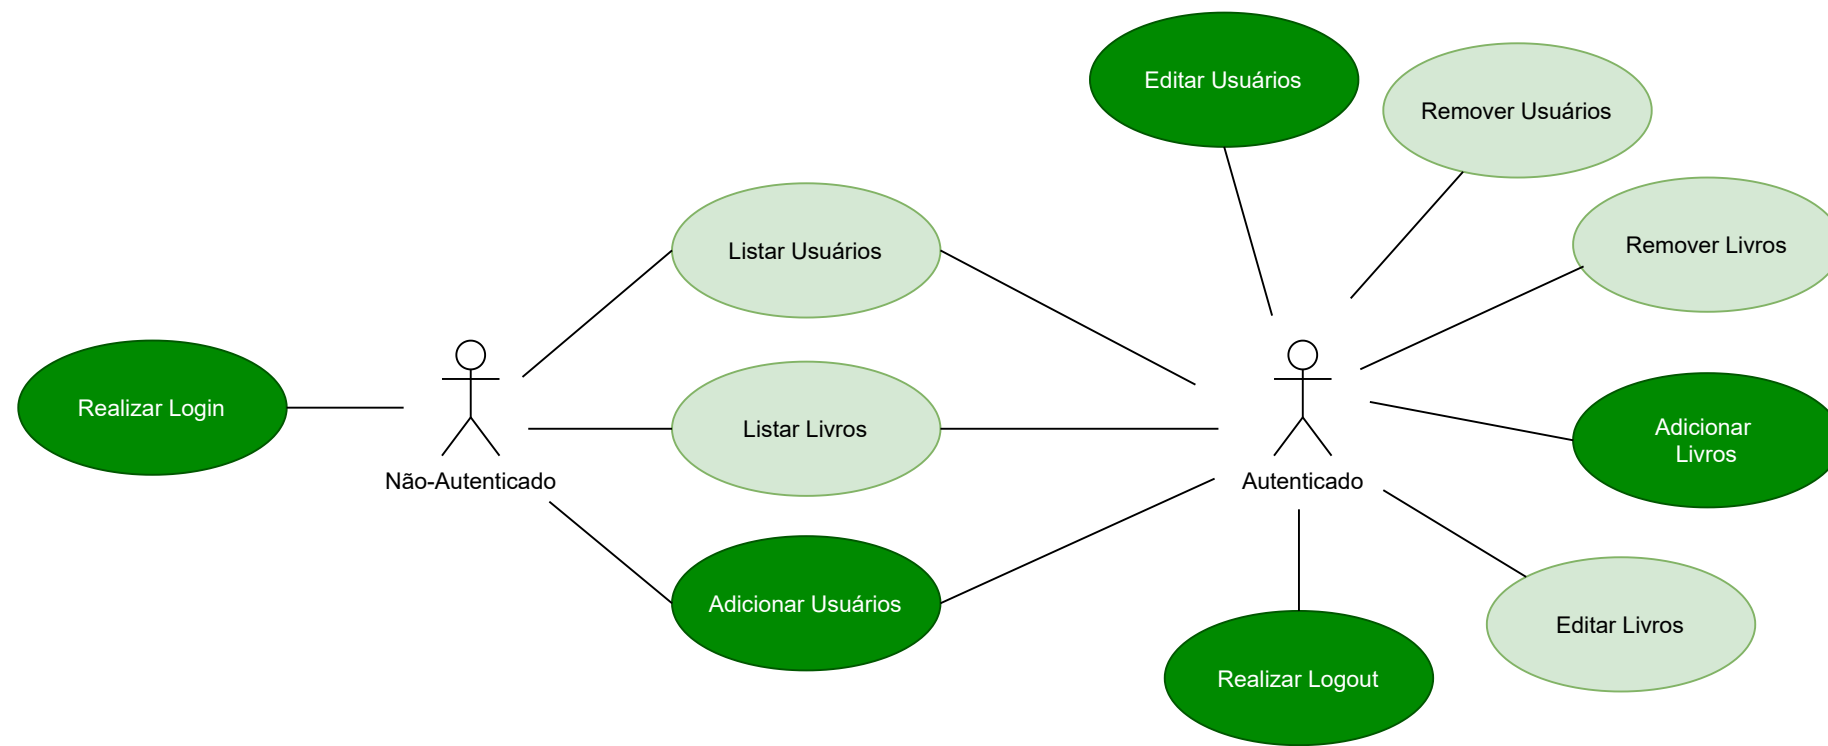 Editar Usuários
Remover Usuários
Listar Usuários
Remover Livros
Realizar Login
Listar Livros
Adicionar
Livros
Não-Autenticado
Autenticado
Adicionar Usuários
Editar Livros
Realizar Logout